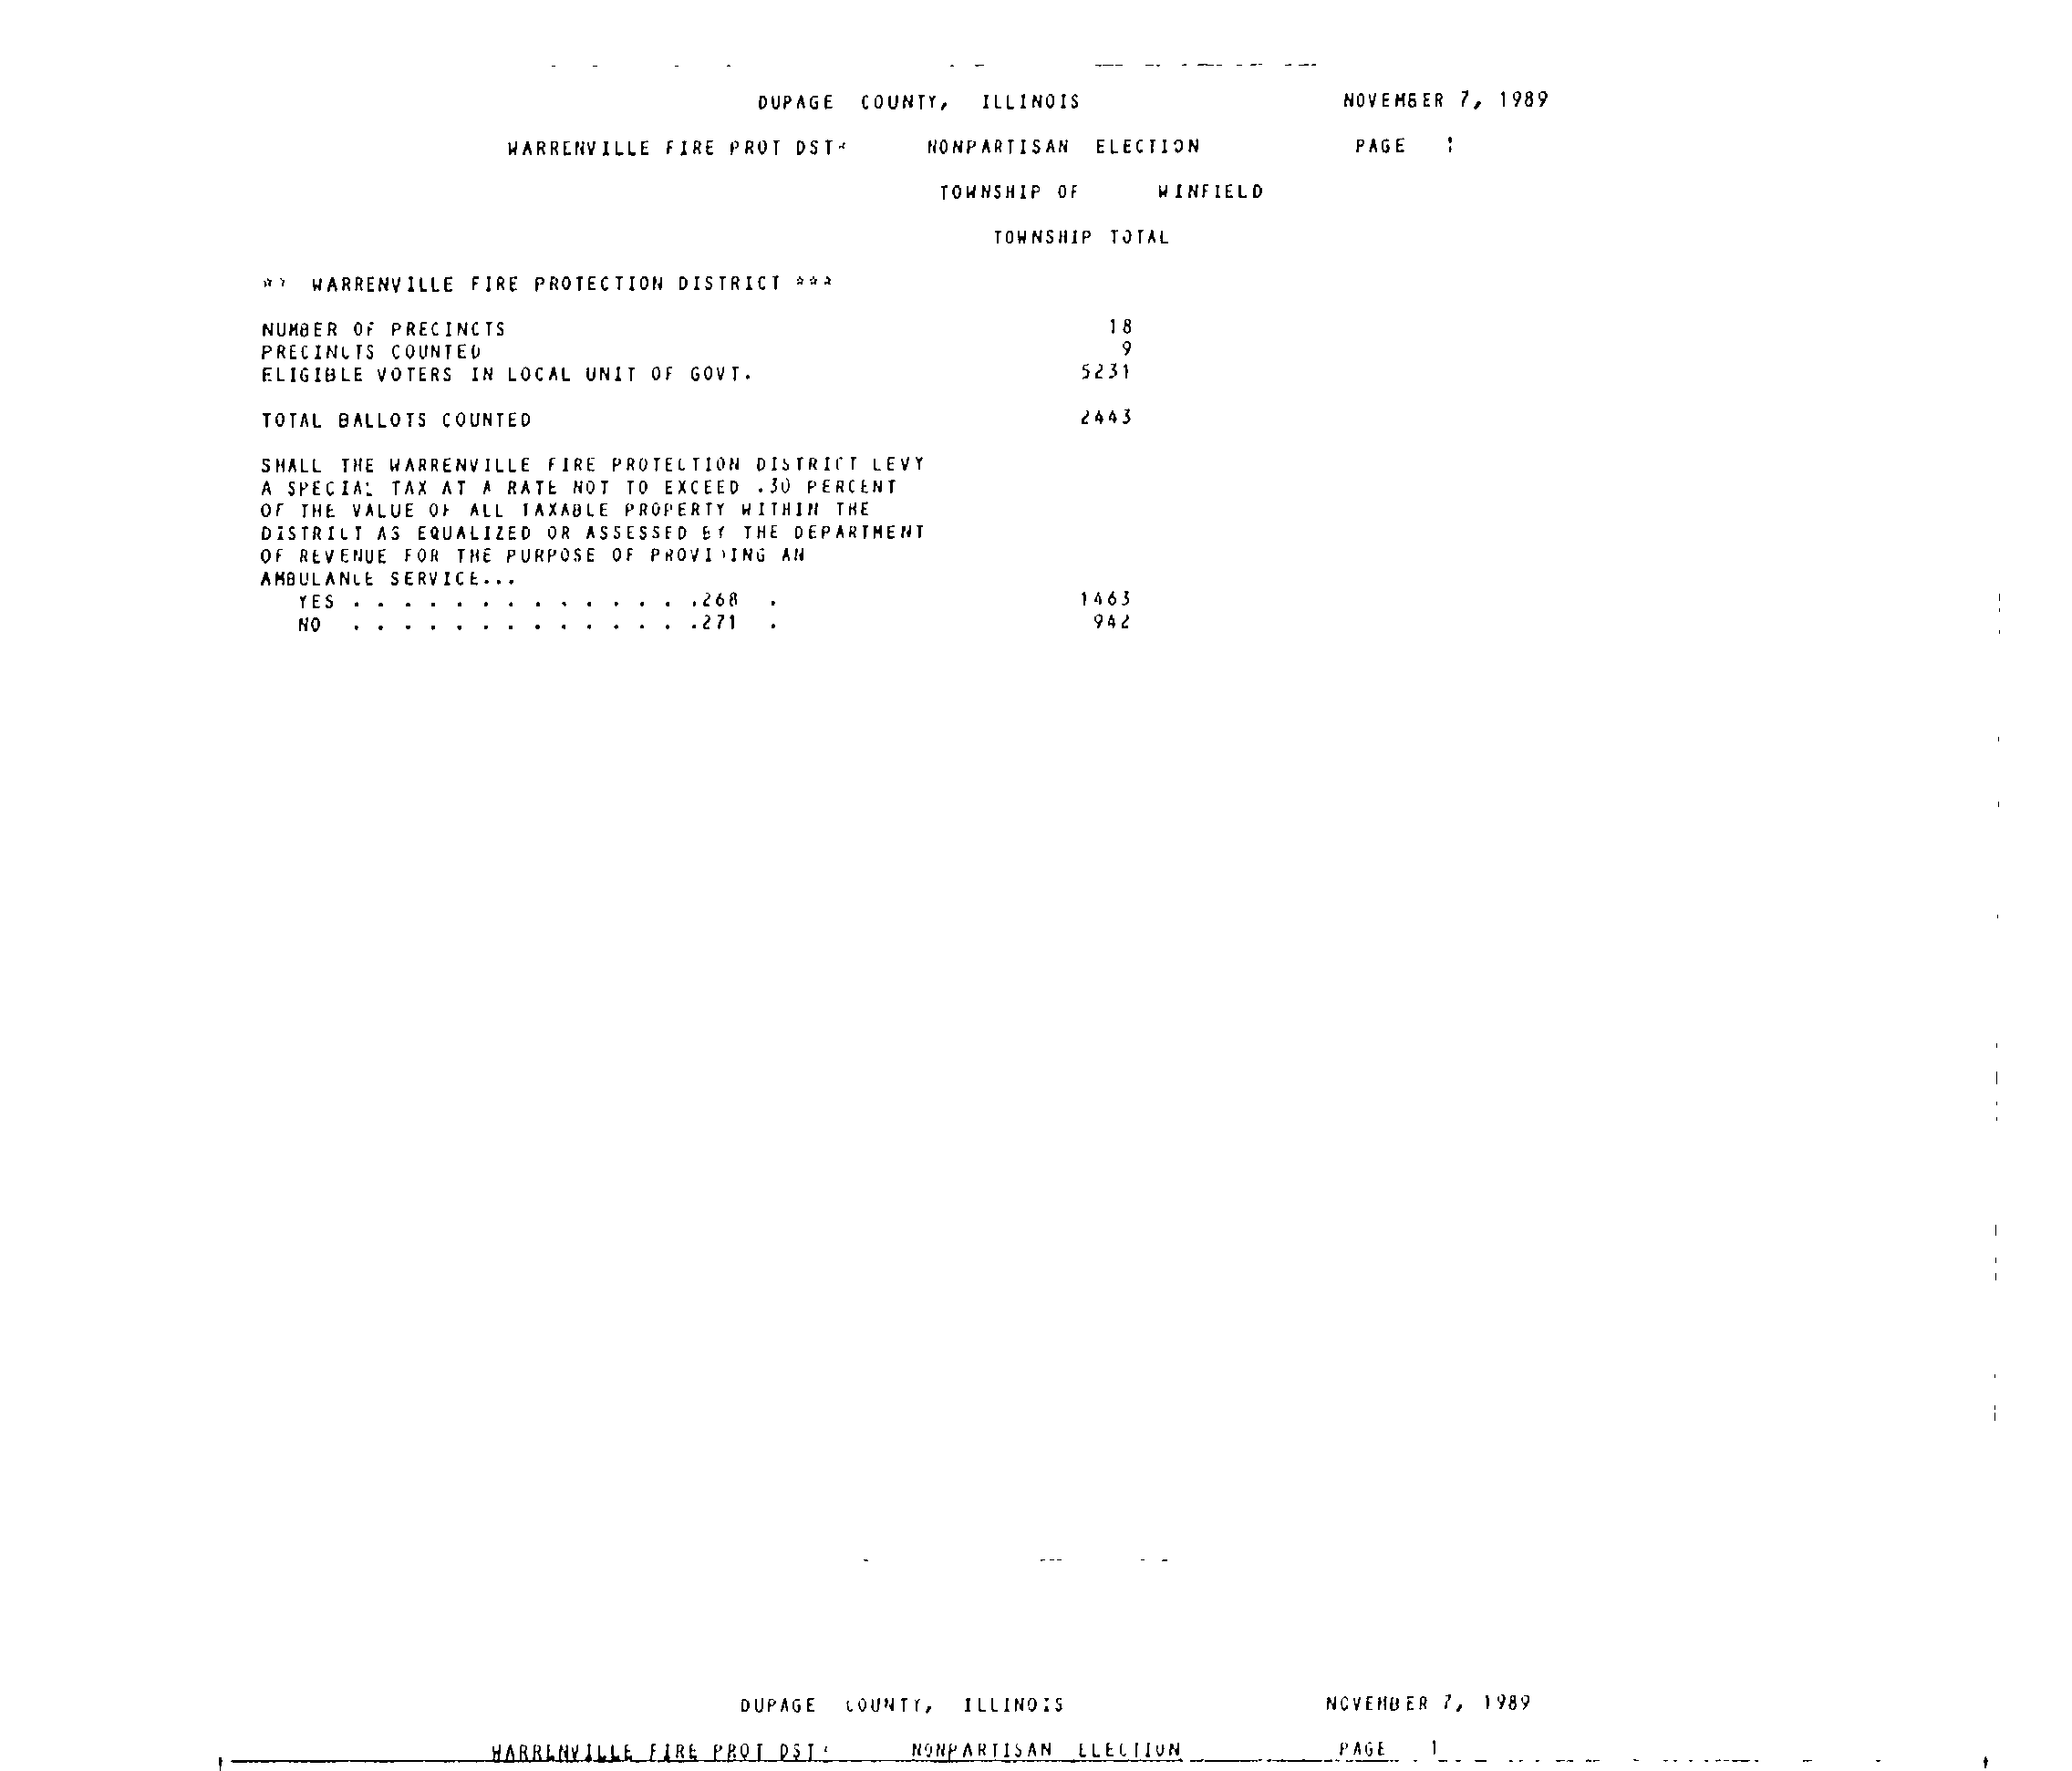 DUPAGE COUNTY, ILLINOIS NOVEMBER 7, 1989
WARRENVILLE FIRE PROT DST* NONPARTISAN ELECTION PAGE 1
TOWNSHIP OF WINFIELD
TOWNSHIP TOTAL
** WARRENVILLE FIRE PROTECTION DISTRICT ***
NUMBER OF PRECINCTS 18
PRECINCTS COUNTED 9
ELIGIBLE VOTERS IN LOCAL UNIT OF GOVT. 5231
TOTAL BALLOTS COUNTED 2443
SHALL THE WARRENVILLE FIRE PROTECTION DISTRICT LEVY
A SPECIAL TAX AT A RATE NOT TO EXCEED .30 PERCENT
OF THE VALUE OF ALL TAXABLE PROPERTY WITHIN THE
DISTRICT AS EQUALIZED OR ASSESSED BY THE DEPARTMENT
OF REVENUE FOR THE PURPOSE OF PROVIDING AN
AMBULANCE SERVICE...
YES . . . . . . . . . . . . . .268 . 1463
NO . . . . . . . . . . . . . .271 . 942
DUPAGE COUNTY, ILLINOIS NOVEMBER 7, 1989
WARRENVILLE FIRE PROT DST* NONPARTISAN ELECTION PAGE 1